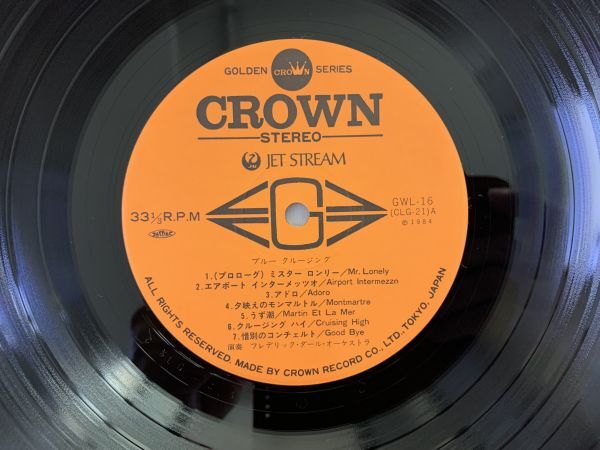 GOLDEN CROWN SERIES
CROWN
STEREO
JET STREAM
33 1/3 R.P.M
GWL-16
(CLG-21)A
℗1984
ブルー クルージング
1.(プロローグ) ミスター ロンリー/Mr. Lonely
2.エアポート インターメッツオ/Airport Intermezzo
3.アドロ/Adoro
4.夕映えのモンマルトル/Montmartre
5.うず潮/Martin Et La Mer
6.クルージング ハイ/Cruising High
7.惜別のコンチェルト/Good Bye
演奏 フレデリック・ダール・オーケストラ
ALL RIGHTS RESERVED. MADE BY CROWN RECORD CO., LTD. TOKYO, JAPAN